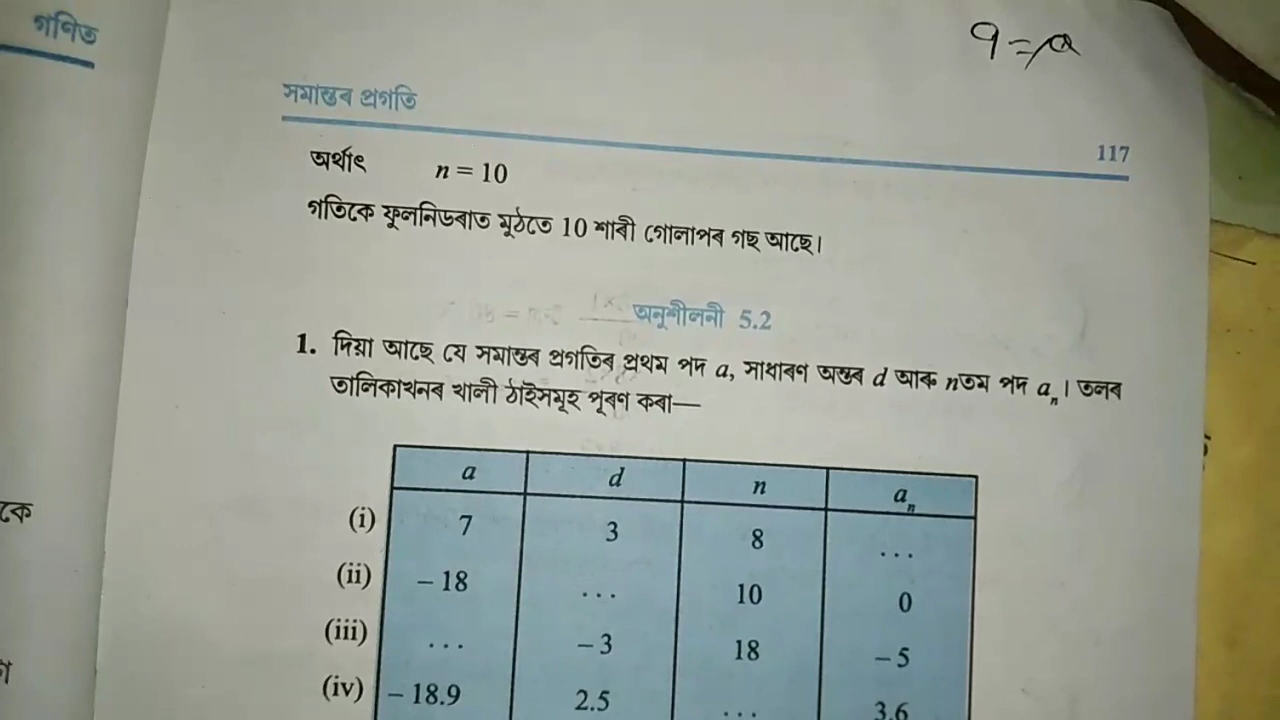 গণিত
সমান্তৰ প্ৰগতি
117
অৰ্থাৎ n = 10
গতিকে ফুলনিডৰাত মুঠতে 10 শাৰী গোলাপৰ গছ আছে।
অনুশীলনী 5.2
1. দিয়া আছে যে সমান্তৰ প্ৰগতিৰ প্ৰথম পদ a, সাধাৰণ অন্তৰ d আৰু nতম পদ aₙ। তলৰ
তালিকাখনৰ খালী ঠাইসমূহ পূৰণ কৰা—
a d n aₙ
(i) 7 3 8 ...
(ii) – 18 ... 10 0
(iii) ... – 3 18 – 5
(iv) – 18.9 2.5 ... 3.6
কে